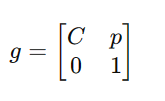 g = [ C p
0 1 ]